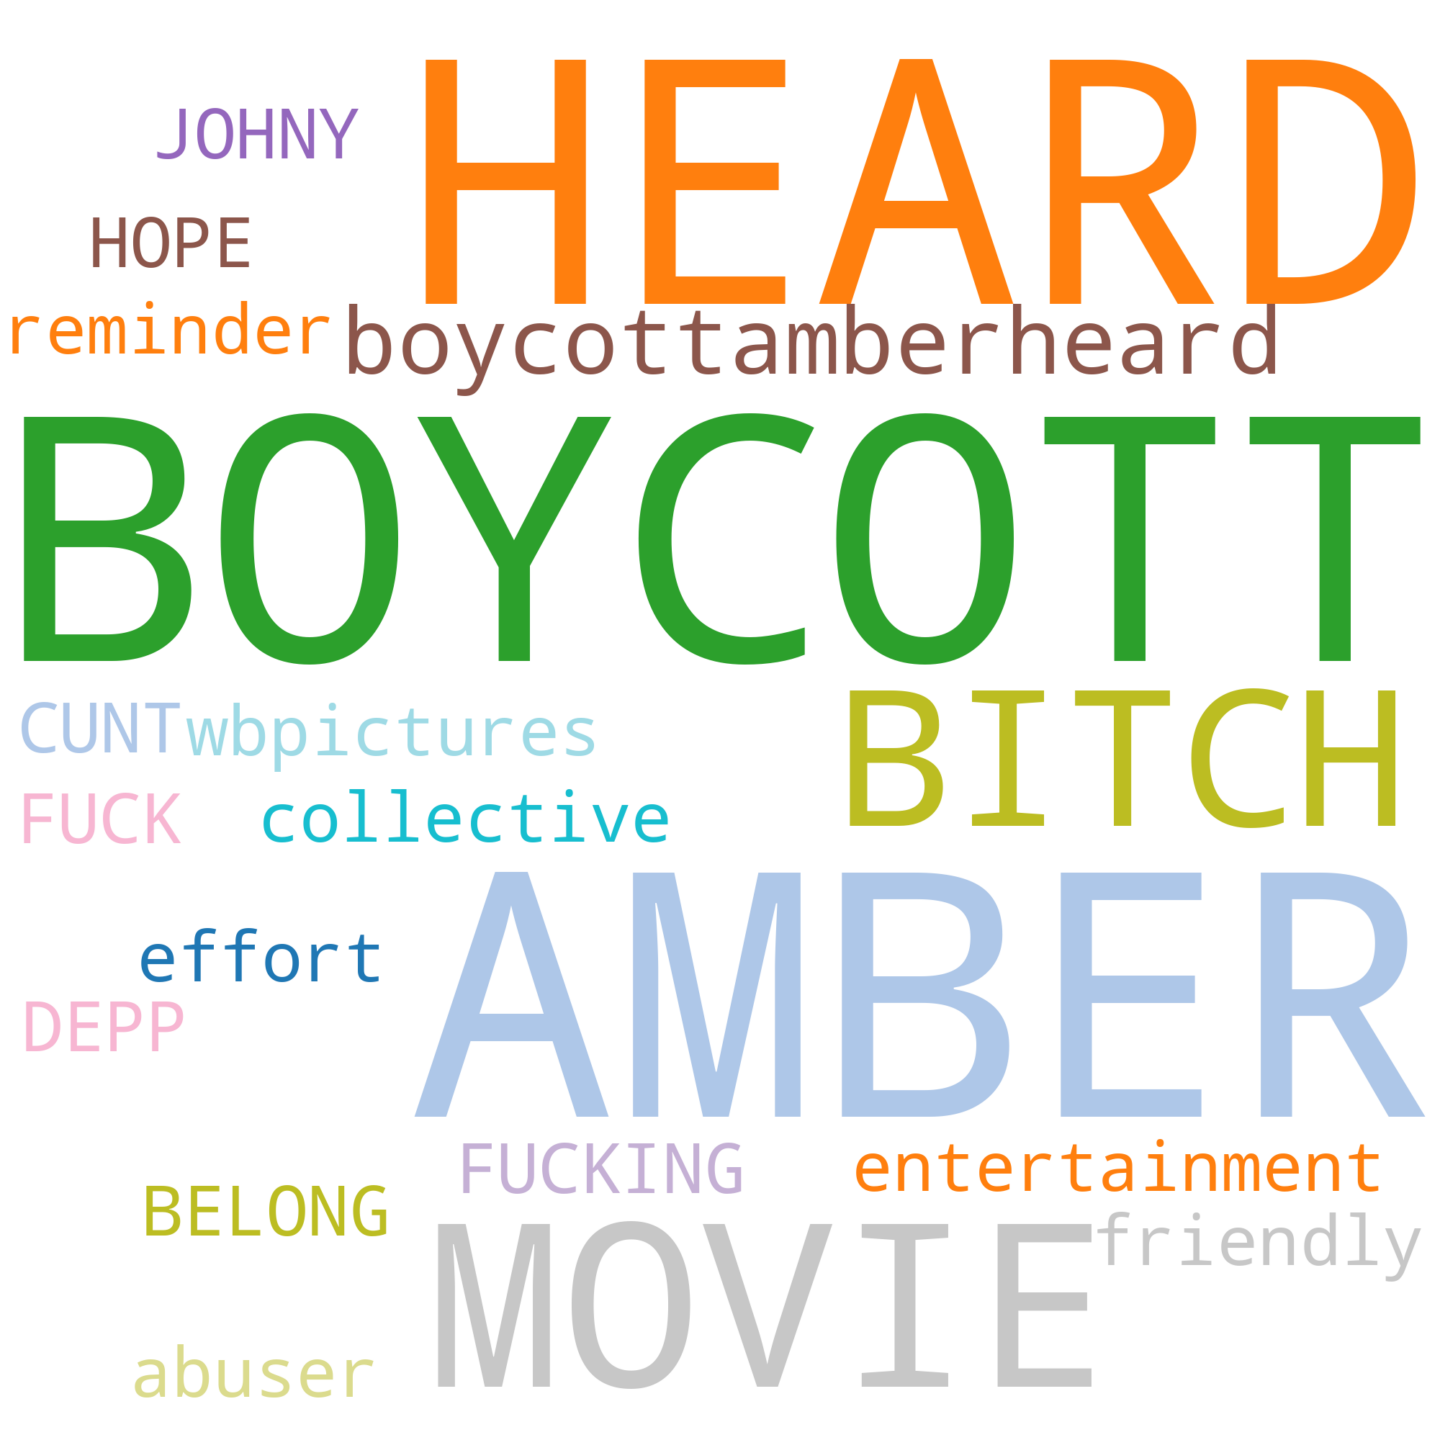 HEARD
JOHNY
HOPE
reminder boycottamberheard
BOYCOTT
CUNT wbpictures BITCH
FUCK collective
AMBER
effort
DEPP
FUCKING entertainment
BELONG
MOVIE friendly
abuser